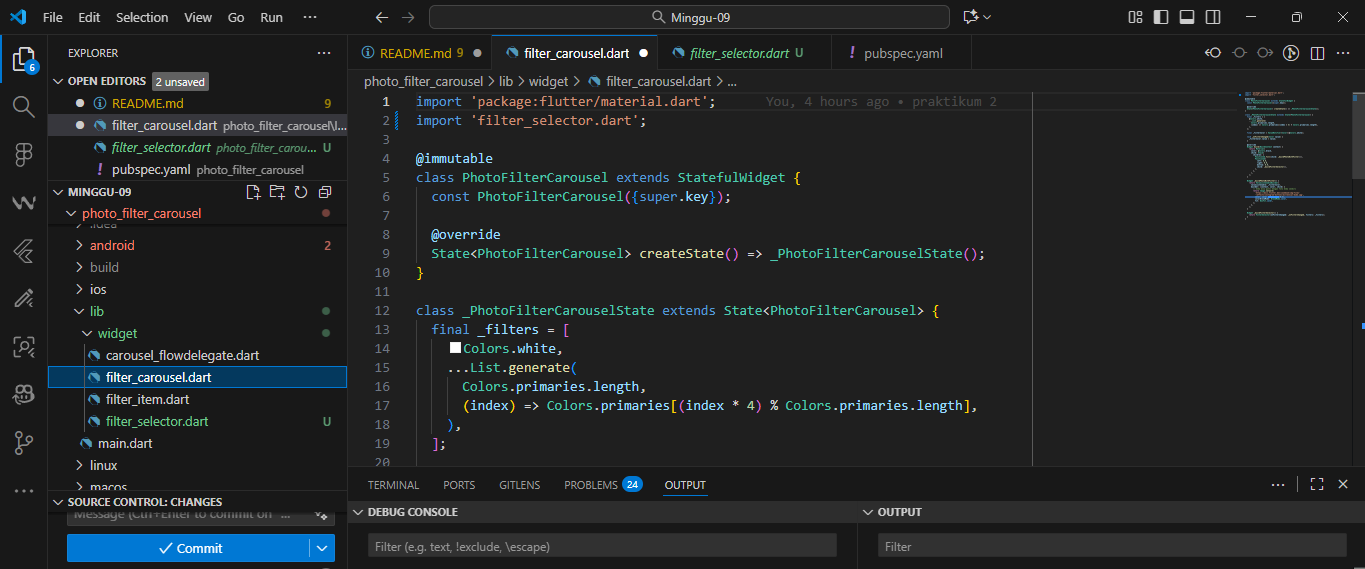 File Edit Selection View Go Run ··· Minggu-09
EXPLORER ···
OPEN EDITORS 2 unsaved
README.md 9
filter_carousel.dart photo_filter_carousel\l...
filter_selector.dart photo_filter_carou... U
pubspec.yaml photo_filter_carousel
MINGGU-09
photo_filter_carousel
.idea
android 2
build
ios
lib
widget
carousel_flowdelegate.dart
filter_carousel.dart
filter_item.dart
filter_selector.dart U
main.dart
linux
macos
SOURCE CONTROL: CHANGES
Message (Ctrl+Enter to commit on ...
Commit
6
README.md 9 filter_carousel.dart filter_selector.dart U pubspec.yaml
photo_filter_carousel > lib > widget > filter_carousel.dart > ...
1 import 'package:flutter/material.dart'; You, 4 hours ago • praktikum 2
2 import 'filter_selector.dart';
3
4 @immutable
5 class PhotoFilterCarousel extends StatefulWidget {
6 const PhotoFilterCarousel({super.key});
7
8 @override
9 State<PhotoFilterCarousel> createState() => _PhotoFilterCarouselState();
10 }
11
12 class _PhotoFilterCarouselState extends State<PhotoFilterCarousel> {
13 final _filters = [
14 Colors.white,
15 ...List.generate(
16 Colors.primaries.length,
17 (index) => Colors.primaries[(index * 4) % Colors.primaries.length],
18 ),
19 ];
20
TERMINAL PORTS GITLENS PROBLEMS 24 OUTPUT
DEBUG CONSOLE
Filter (e.g. text, !exclude, \escape)
OUTPUT
Filter